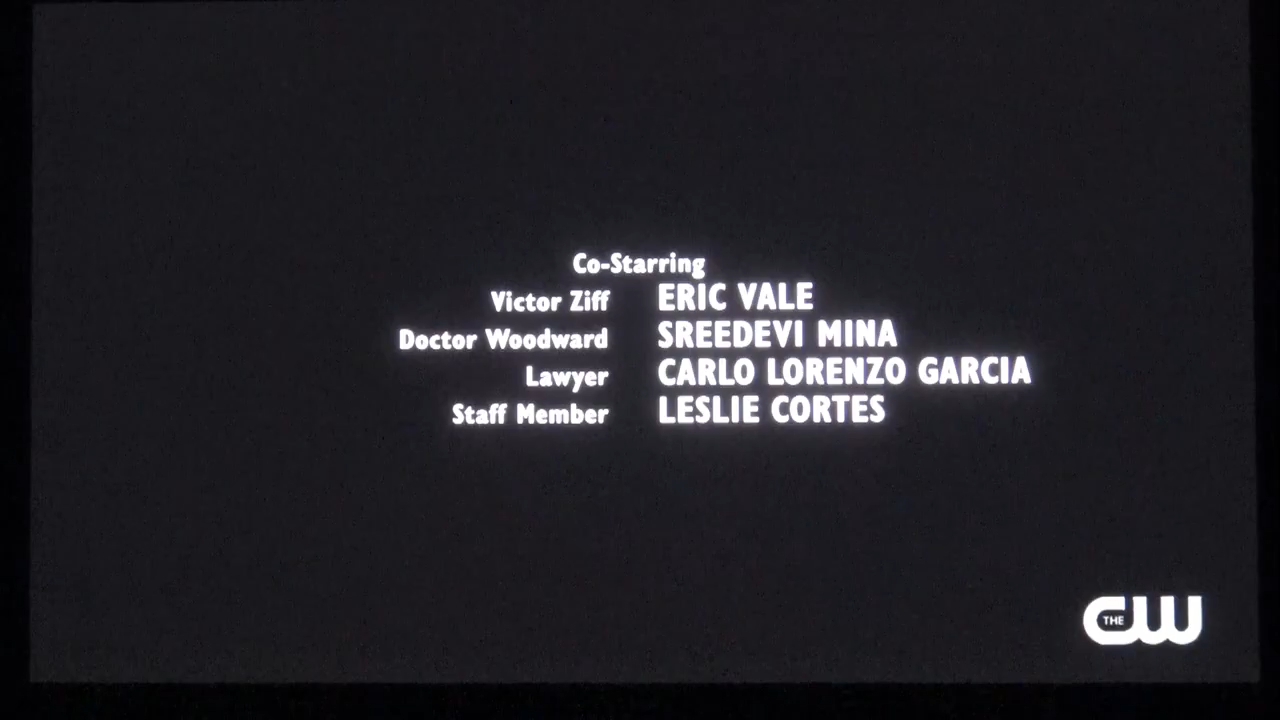 Co-Starring
Victor Ziff ERIC VALE
Doctor Woodward SREEDEVI MINA
Lawyer CARLO LORENZO GARCIA
Staff Member LESLIE CORTES
THE CW